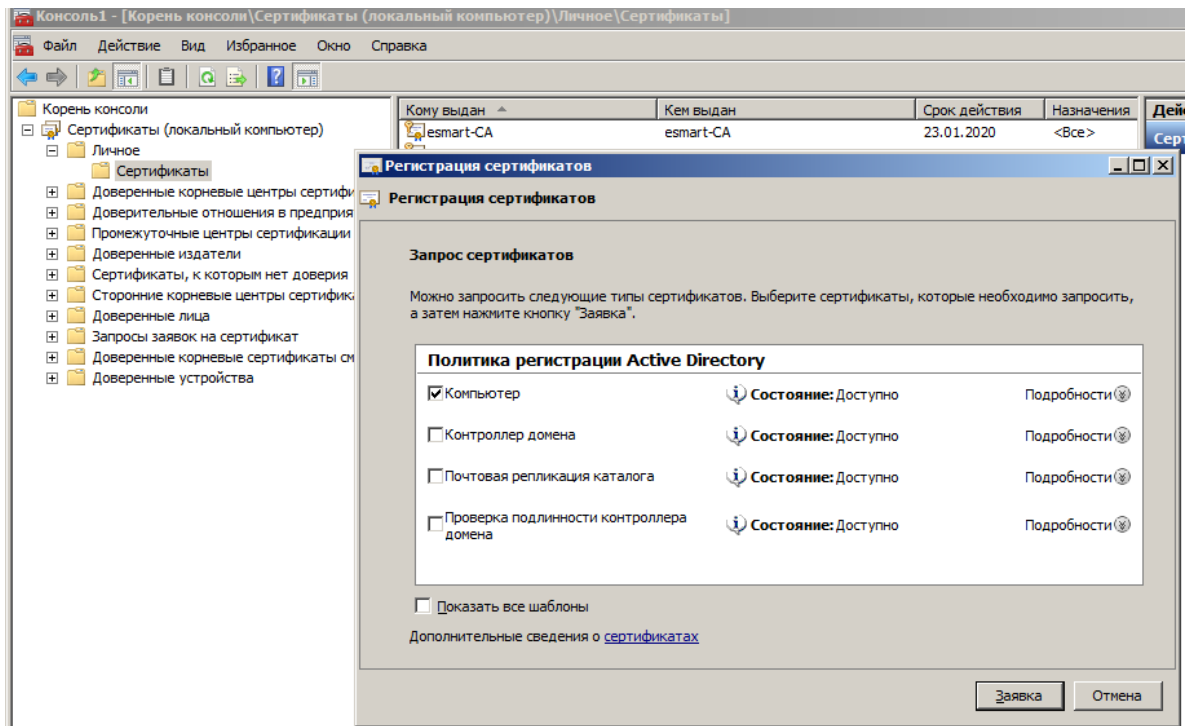 Консоль1 - [Корень консоли\Сертификаты (локальный компьютер)\Личное\Сертификаты]
Файл Действие Вид Избранное Окно Справка
Корень консоли
Сертификаты (локальный компьютер)
Личное
Сертификаты
Доверенные корневые центры сертифи
Доверительные отношения в предприя
Промежуточные центры сертификации
Доверенные издатели
Сертификаты, к которым нет доверия
Сторонние корневые центры сертифик
Доверенные лица
Запросы заявок на сертификат
Доверенные корневые сертификаты см
Доверенные устройства
Кому выдан Кем выдан Срок действия Назначения
esmart-CA esmart-CA 23.01.2020 <Все>
Дей
Сер
Регистрация сертификатов
Регистрация сертификатов
Запрос сертификатов
Можно запросить следующие типы сертификатов. Выберите сертификаты, которые необходимо запросить,
а затем нажмите кнопку "Заявка".
Политика регистрации Active Directory
Компьютер Состояние: Доступно Подробности
Контроллер домена Состояние: Доступно Подробности
Почтовая репликация каталога Состояние: Доступно Подробности
Проверка подлинности контроллера
домена Состояние: Доступно Подробности
Показать все шаблоны
Дополнительные сведения о сертификатах
Заявка Отмена